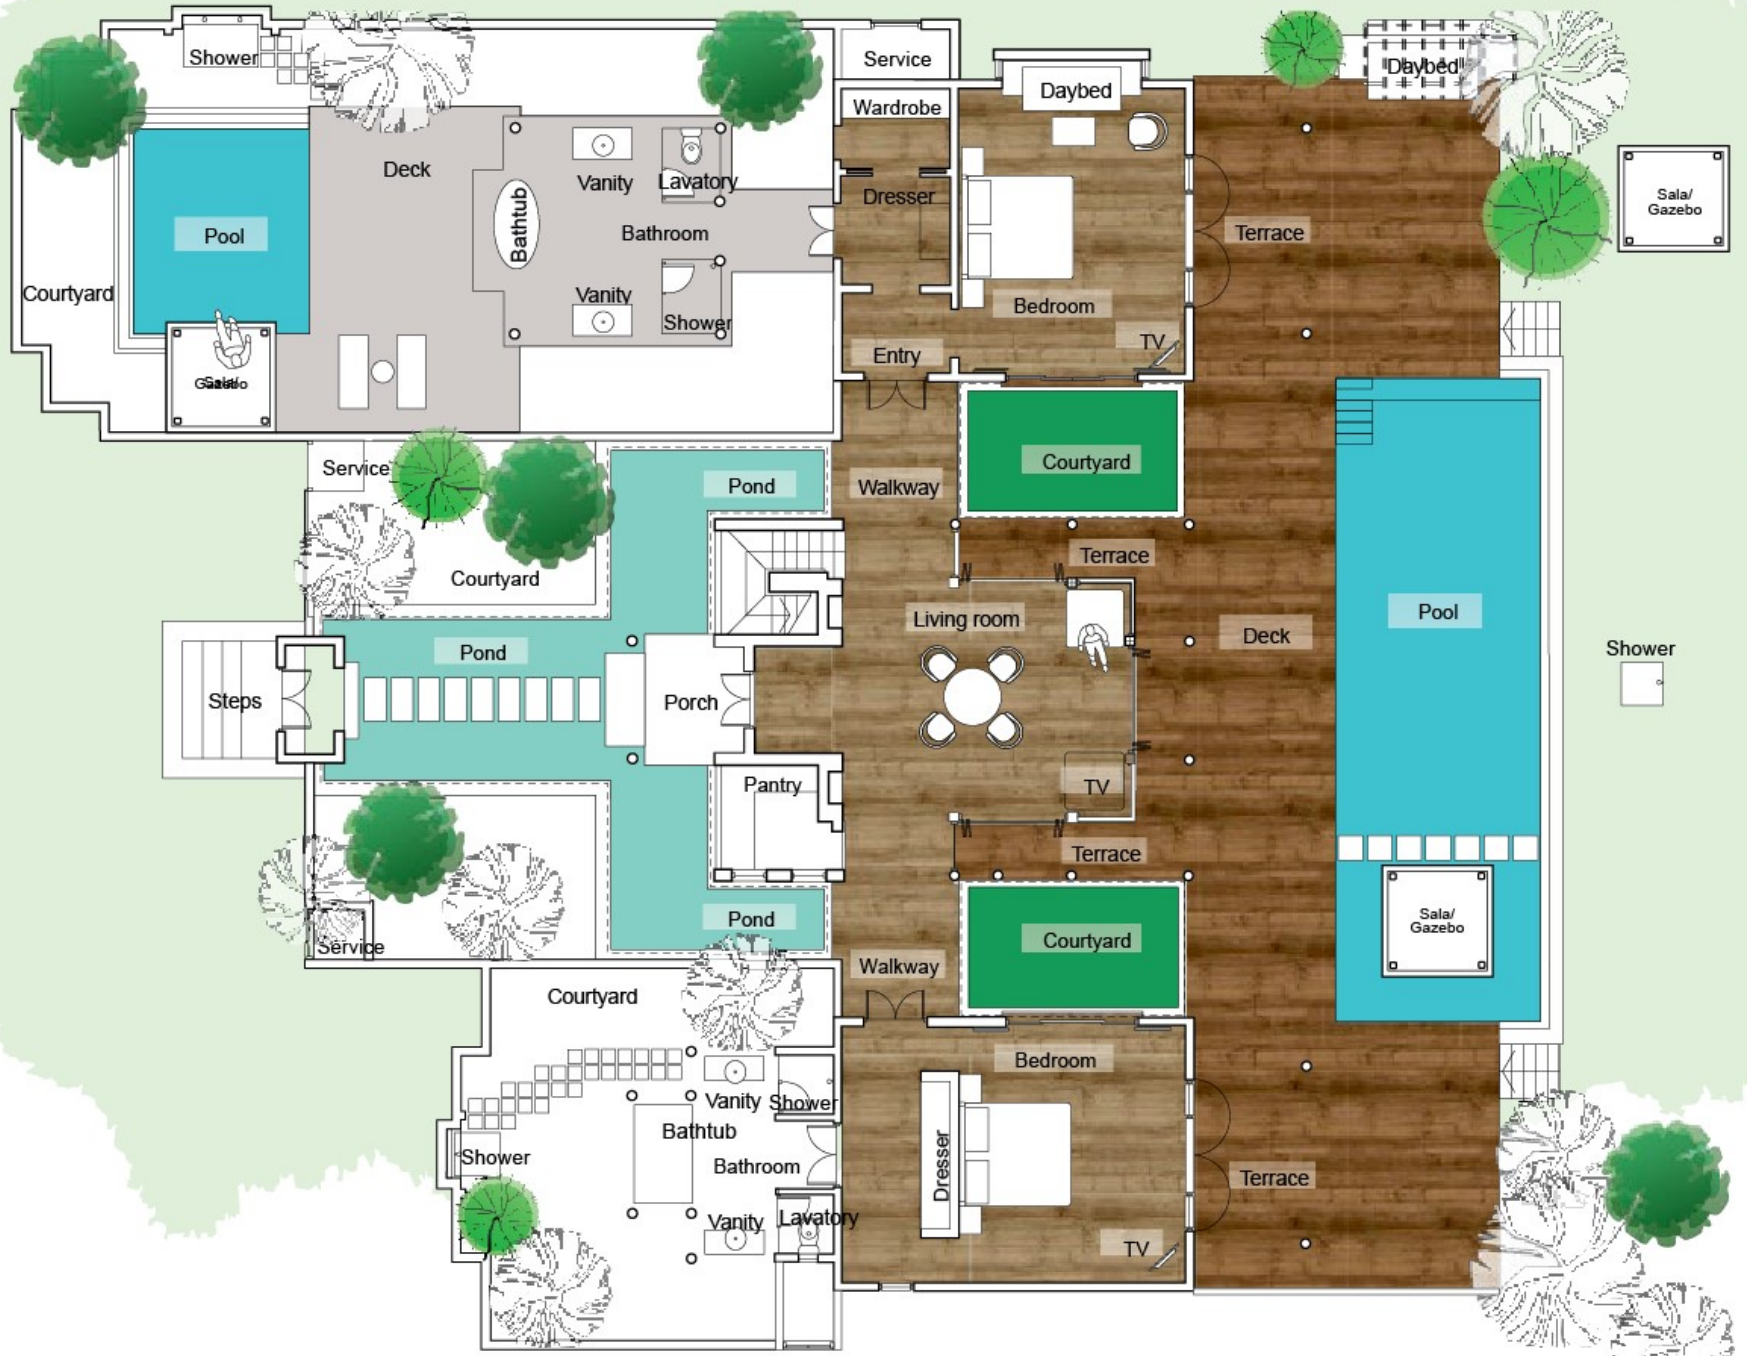 Shower
Service
Daybed
Daybed
Wardrobe
Deck
Vanity
Lavatory
Dresser
Bathtub
Sala/
Gazebo
Pool
Bathroom
Terrace
Courtyard
Vanity
Shower
Bedroom
TV
Entry
Sala/
Gazebo
Courtyard
Service
Pond
Walkway
Courtyard
Terrace
Living room
Pool
Deck
Pond
Shower
Steps
Porch
Pantry
TV
Terrace
Pond
Sala/
Gazebo
Service
Courtyard
Walkway
Courtyard
Bedroom
Vanity
Shower
Bathtub
Shower
Bathroom
Dresser
Terrace
Vanity
Lavatory
TV